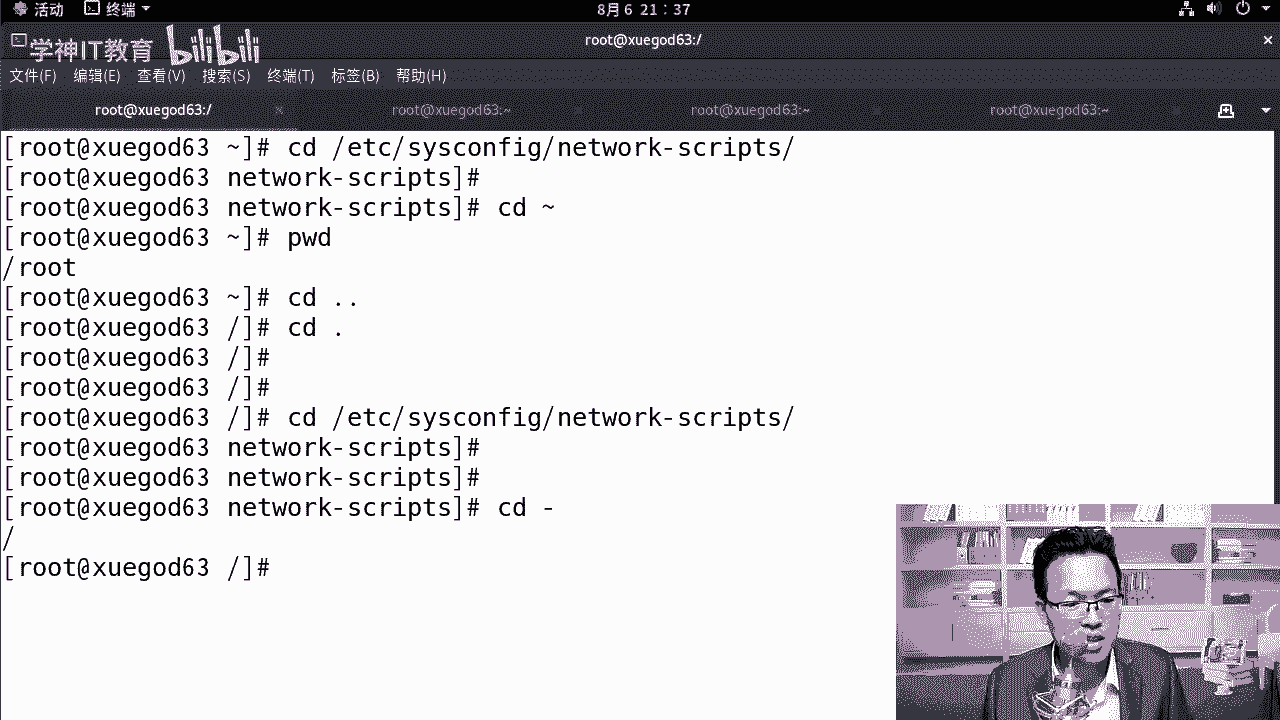 活动 终端 8月 6 21：37
学神IT教育 bilibili
root@xuegod63:/
文件(F) 编辑(E) 查看(V) 搜索(S) 终端(T) 标签(B) 帮助(H)
root@xuegod63:/ root@xuegod63:~ root@xuegod63:~ root@xuegod63:~
[root@xuegod63 ~]# cd /etc/sysconfig/network-scripts/
[root@xuegod63 network-scripts]#
[root@xuegod63 network-scripts]# cd ~
[root@xuegod63 ~]# pwd
/root
[root@xuegod63 ~]# cd ..
[root@xuegod63 /]# cd .
[root@xuegod63 /]#
[root@xuegod63 /]#
[root@xuegod63 /]# cd /etc/sysconfig/network-scripts/
[root@xuegod63 network-scripts]#
[root@xuegod63 network-scripts]#
[root@xuegod63 network-scripts]# cd -
/
[root@xuegod63 /]#